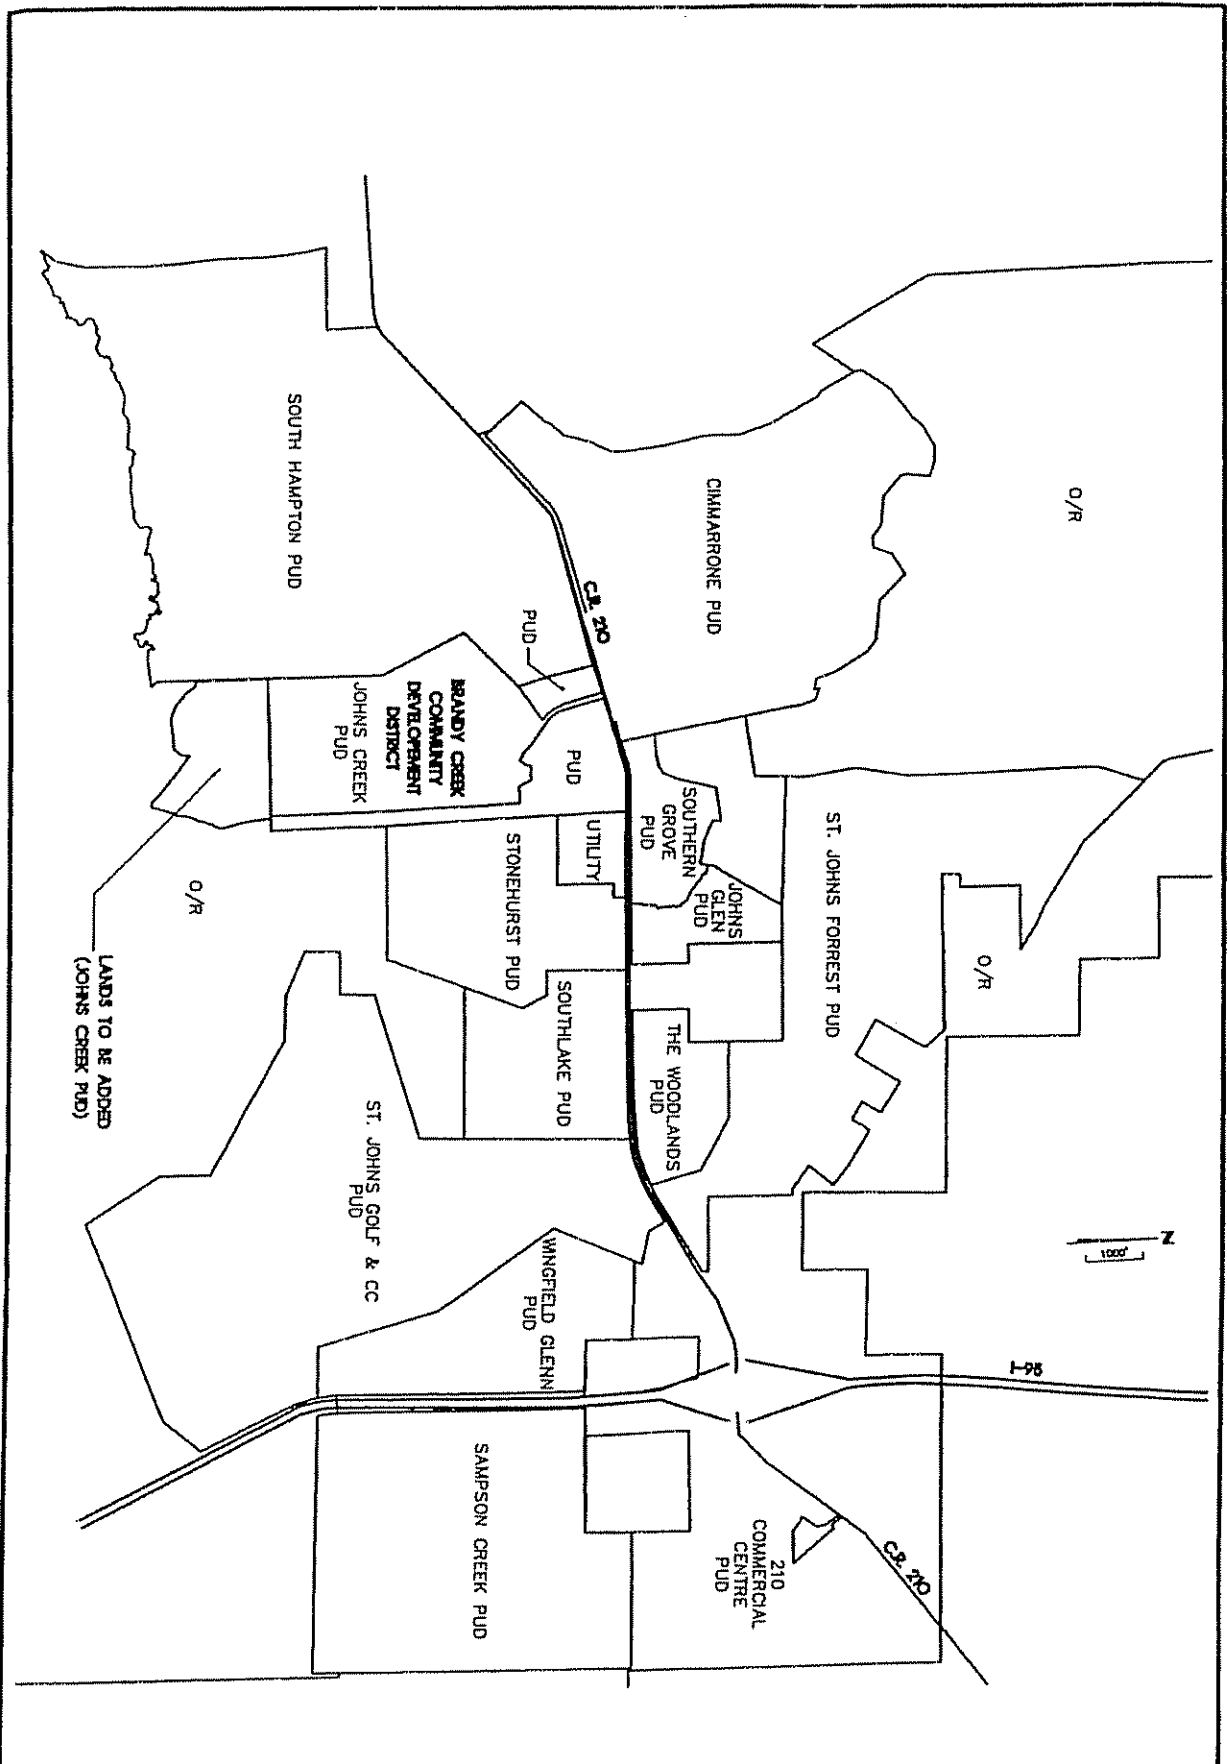 O/R
CIMMARRONE PUD
SOUTH HAMPTON PUD
C.R. 210
PUD
BRANDY CREEK
COMMUNITY
DEVELOPEMENT
DISTRICT
JOHNS CREEK
PUD
PUD
UTILITY
STONEHURST PUD
SOUTHERN
GROVE
PUD
JOHNS
GLEN
PUD
ST. JOHNS FORREST PUD
O/R
O/R
LANDS TO BE ADDED
(JOHNS CREEK PUD)
SOUTHLAKE PUD
THE WOODLANDS
PUD
ST. JOHNS GOLF & CC
PUD
WINGFIELD GLENN
PUD
N
1000'
I-95
SAMPSON CREEK PUD
210
COMMERCIAL
CENTRE
PUD
C.R. 210